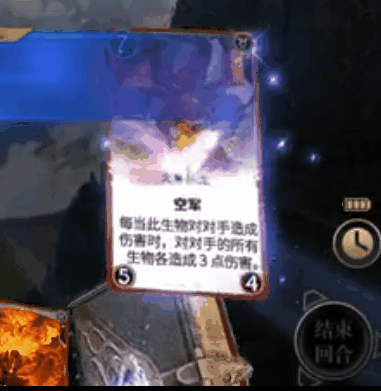 7
空军
每当此生物对对手造成
伤害时，对对手的所有
生物各造成 3 点伤害。
5
4
结束
回合